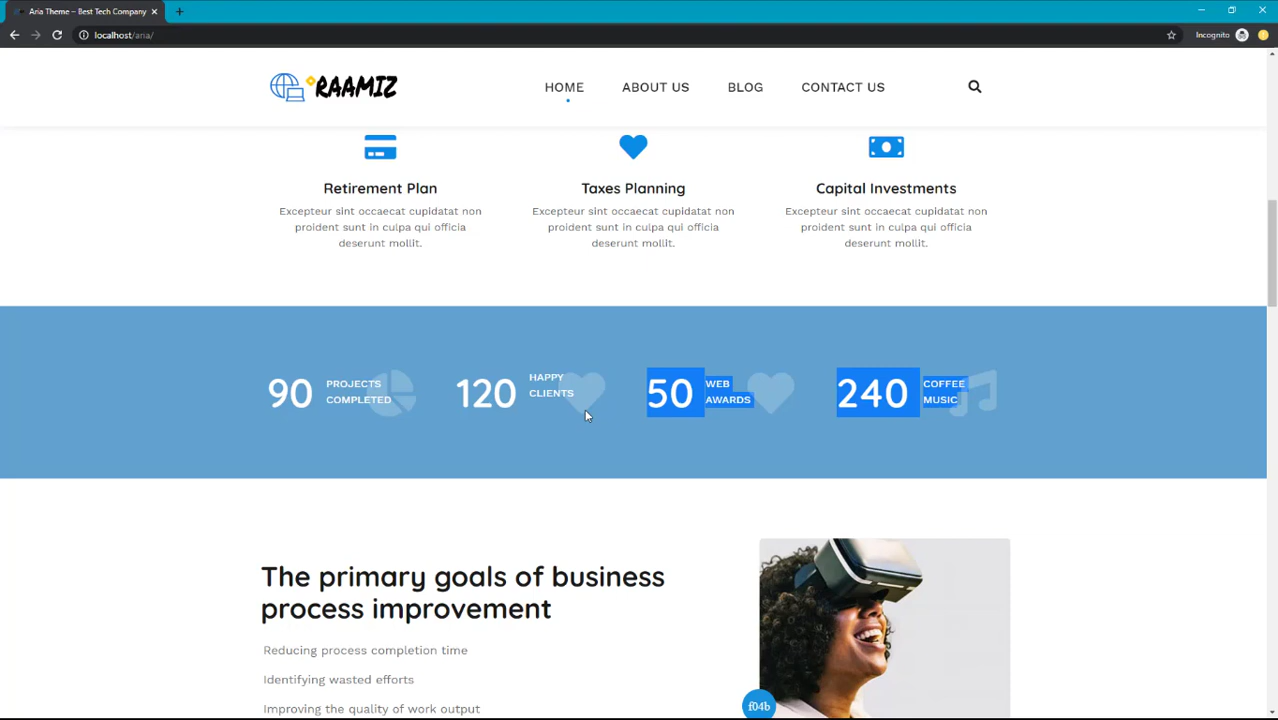 Aria Theme – Best Tech Company
localhost/aria/
Incognito
RAAMIZ
HOME
ABOUT US
BLOG
CONTACT US
Retirement Plan
Excepteur sint occaecat cupidatat non
proident sunt in culpa qui officia
deserunt mollit.
Taxes Planning
Excepteur sint occaecat cupidatat non
proident sunt in culpa qui officia
deserunt mollit.
Capital Investments
Excepteur sint occaecat cupidatat non
proident sunt in culpa qui officia
deserunt mollit.
90
PROJECTS
COMPLETED
120
HAPPY
CLIENTS
50
WEB
AWARDS
240
COFFEE
MUSIC
The primary goals of business
process improvement
Reducing process completion time
Identifying wasted efforts
Improving the quality of work output
f04b